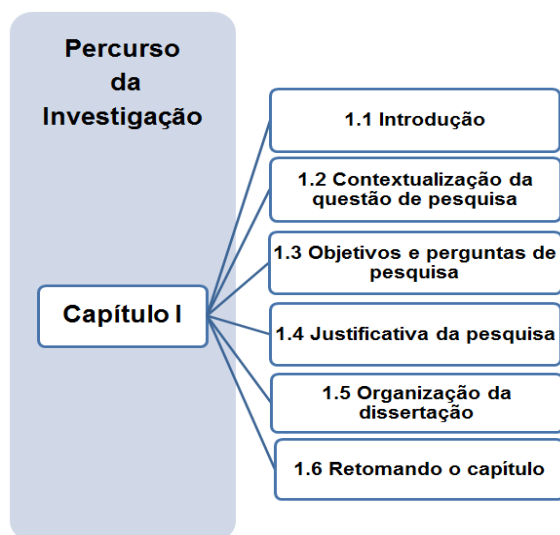 Percurso
da
Investigação
Capítulo I
1.1 Introdução
1.2 Contextualização da
questão de pesquisa
1.3 Objetivos e perguntas de
pesquisa
1.4 Justificativa da pesquisa
1.5 Organização da
dissertação
1.6 Retomando o capítulo